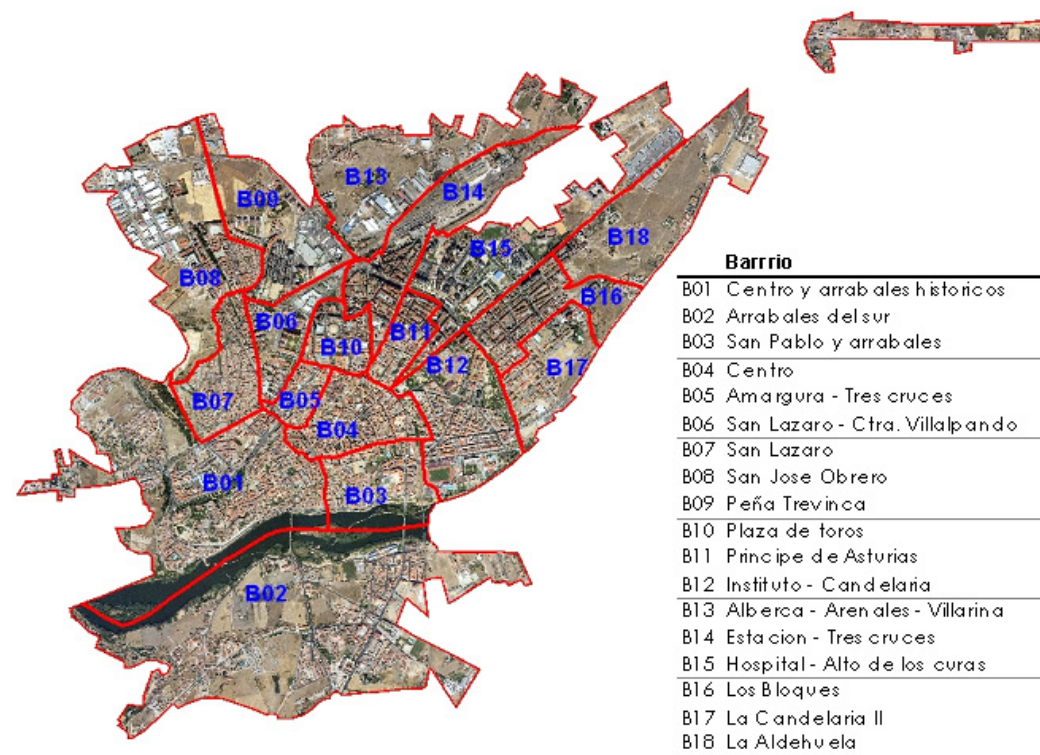 B13
B14
B09
B15
B18
B08
B16
B06
B11
B10
B12
B17
B07
B05
B04
B01
B03
B02
Barrrio
B01 Centro y arrabales historicos
B02 Arrabales del sur
B03 San Pablo y arrabales
B04 Centro
B05 Amargura - Tres cruces
B06 San Lazaro - Ctra. Villalpando
B07 San Lazaro
B08 San Jose Obrero
B09 Peña Trevinca
B10 Plaza de toros
B11 Principe de Asturias
B12 Instituto - Candelaria
B13 Alberca - Arenales - Villarina
B14 Estacion - Tres cruces
B15 Hospital - Alto de los curas
B16 Los Bloques
B17 La Candelaria II
B18 La Aldehuela